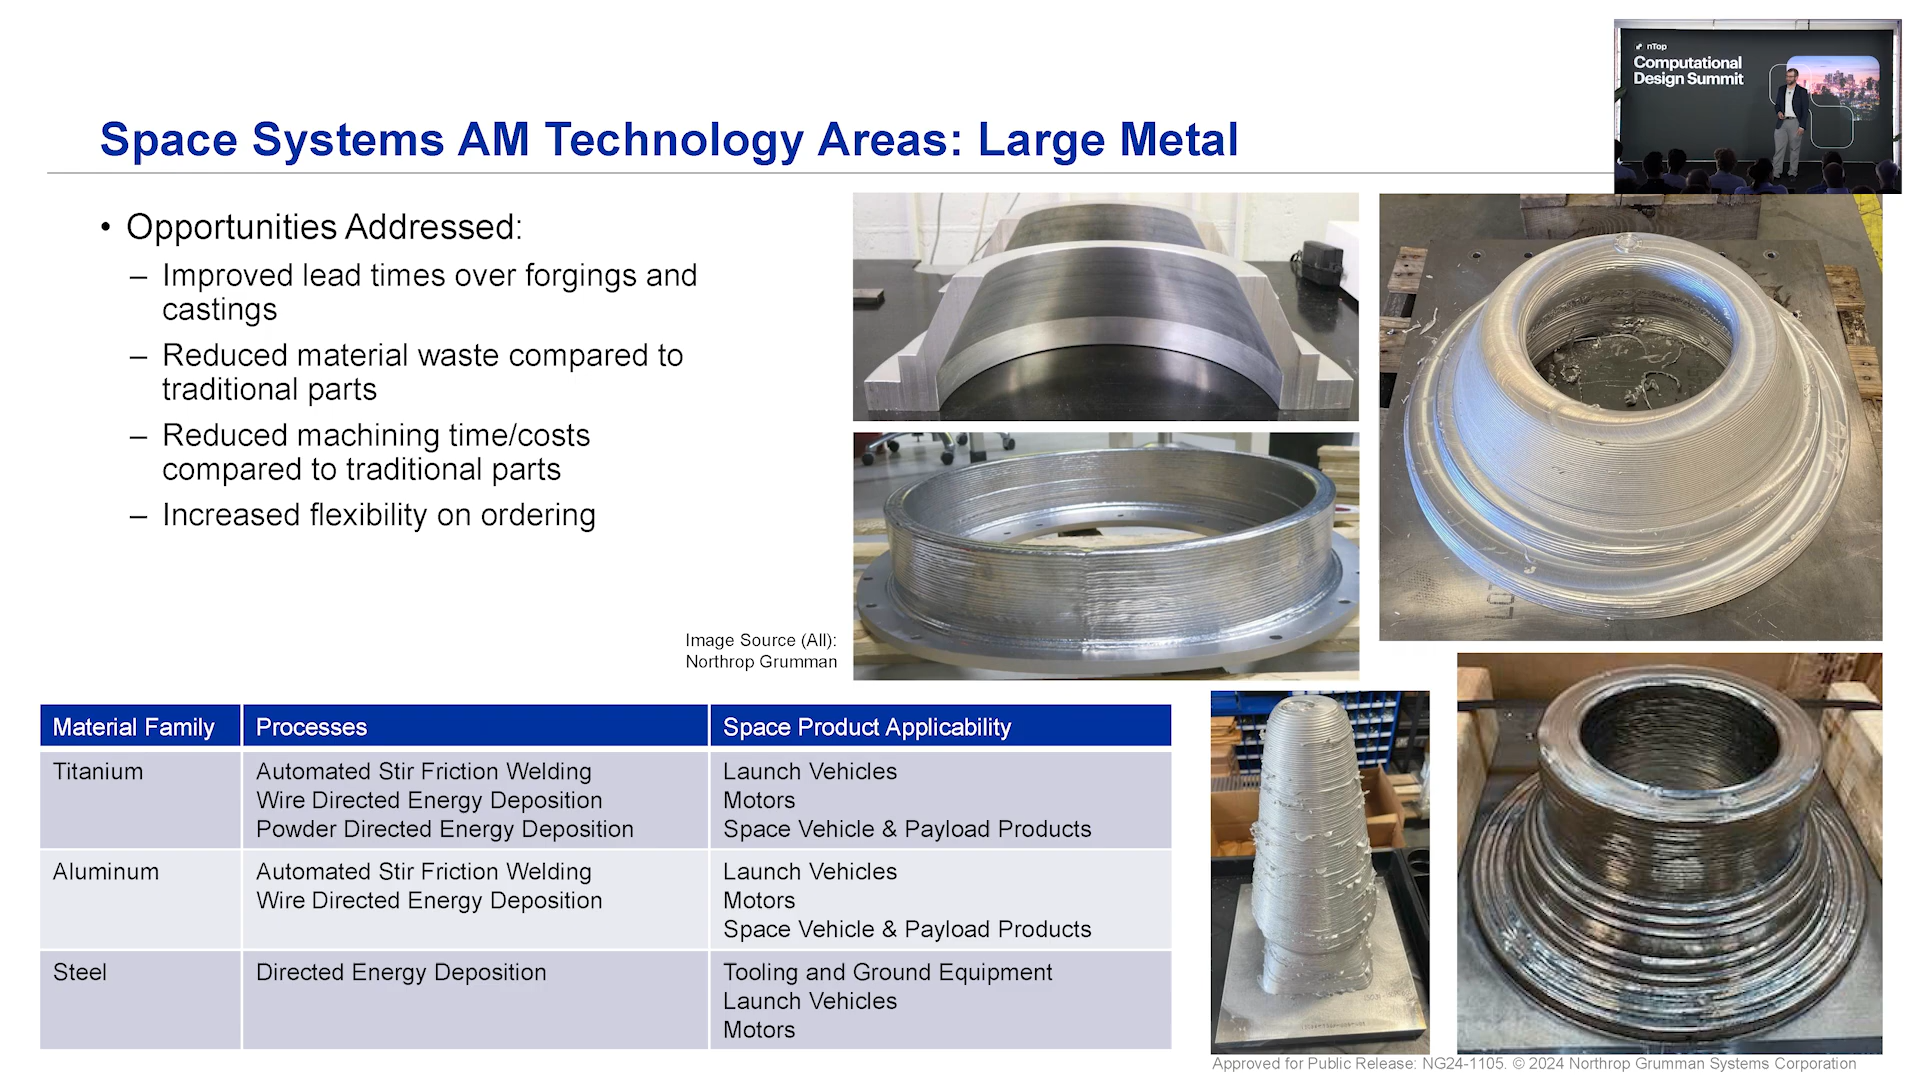 nTop
Computational
Design Summit
Space Systems AM Technology Areas: Large Metal
• Opportunities Addressed:
– Improved lead times over forgings and
castings
– Reduced material waste compared to
traditional parts
– Reduced machining time/costs
compared to traditional parts
– Increased flexibility on ordering
Image Source (All):
Northrop Grumman
Material Family Processes Space Product Applicability
Titanium Automated Stir Friction Welding Launch Vehicles
Wire Directed Energy Deposition Motors
Powder Directed Energy Deposition Space Vehicle & Payload Products
Aluminum Automated Stir Friction Welding Launch Vehicles
Wire Directed Energy Deposition Motors
Space Vehicle & Payload Products
Steel Directed Energy Deposition Tooling and Ground Equipment
Launch Vehicles
Motors
Approved for Public Release: NG24-1105. © 2024 Northrop Grumman Systems Corporation